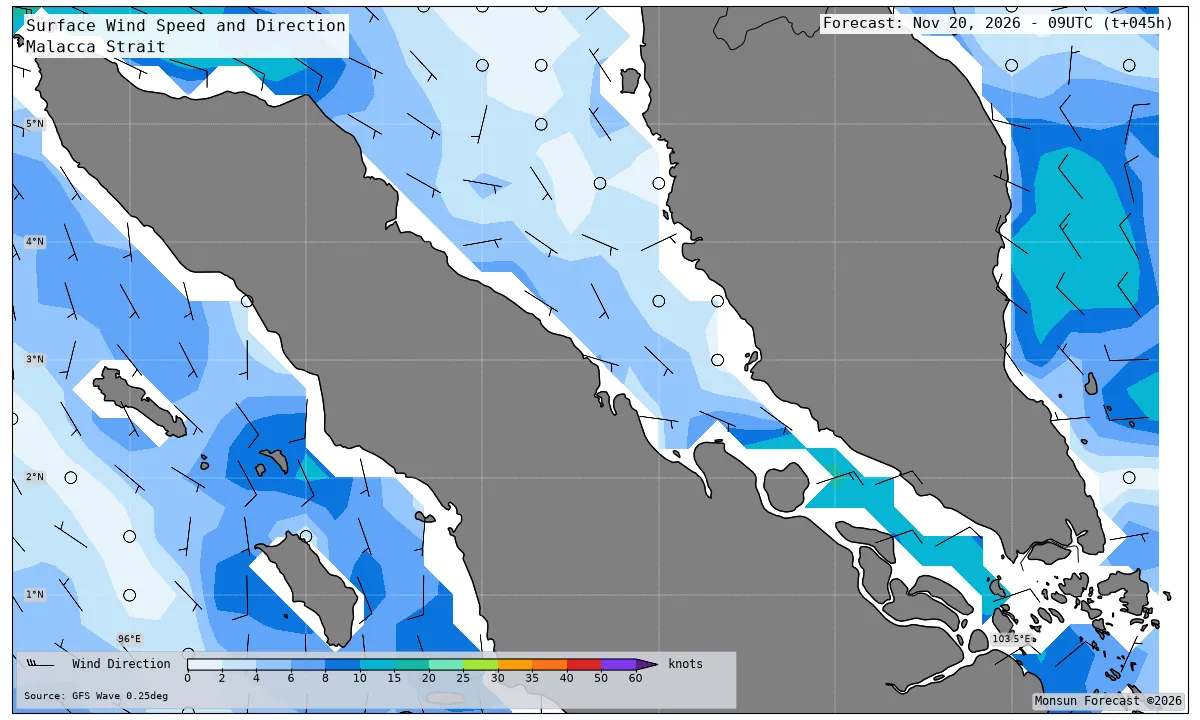 Surface Wind Speed and Direction
Malacca Strait
Forecast: Nov 20, 2026 - 09UTC (t+045h)
5°N
4°N
3°N
2°N
1°N
96°E
103.5°E
Wind Direction
0 2 4 6 8 10 15 20 25 30 35 40 50 60
knots
Source: GFS Wave 0.25deg
Monsun Forecast ©2026